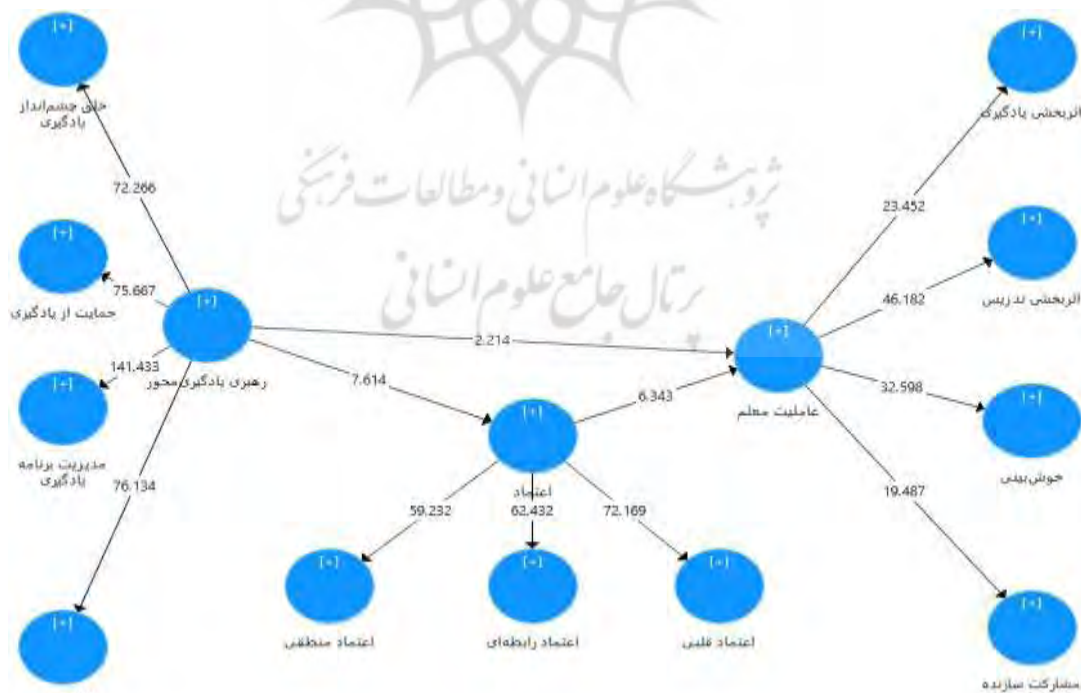 [+]
[+]
خلق چشم‌انداز
یادگیری
اثربخشی یادگیری
پژوهشگاه علوم انسانی و مطالعات فرهنگی
پرتال جامع علوم انسانی
72.266
23.452
[+]
[+]
حمایت از یادگیری
اثربخشی تدریس
75.667
46.182
[+]
رهبری یادگیری‌محور
2.214
[+]
عاملیت معلم
141.433
7.614
6.343
32.598
[+]
مدیریت برنامه
یادگیری
[+]
اعتماد
[+]
خوش‌بینی
76.134
59.232
62.432
72.169
19.487
[+]
[+]
[+]
اعتماد منطقی
اعتماد رابطه‌ای
اعتماد قلبی
[+]
[+]
مشارکت سازنده